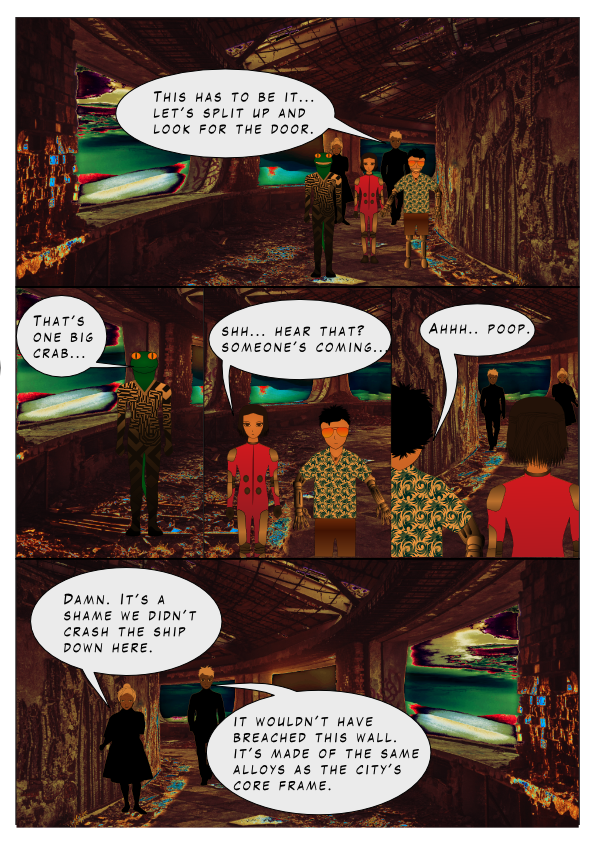 This has to be it...
let's split up and
look for the door.
That's
one big
crab...
shh... hear that?
someone's coming...
Ahhh.. poop.
Damn. It's a
shame we didn't
crash the ship
down here.
it wouldn't have
breached this wall.
it's made of the same
alloys as the city's
core frame.